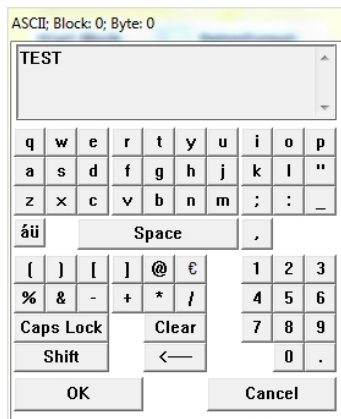 ASCII; Block: 0; Byte: 0
TEST
q w e r t y u i o p
a s d f g h j k l "
z x c v b n m ; : _
áü Space ,
( ) [ ] @ € 1 2 3
% & - + * / 4 5 6
Caps Lock Clear 7 8 9
Shift <— 0 .
OK Cancel